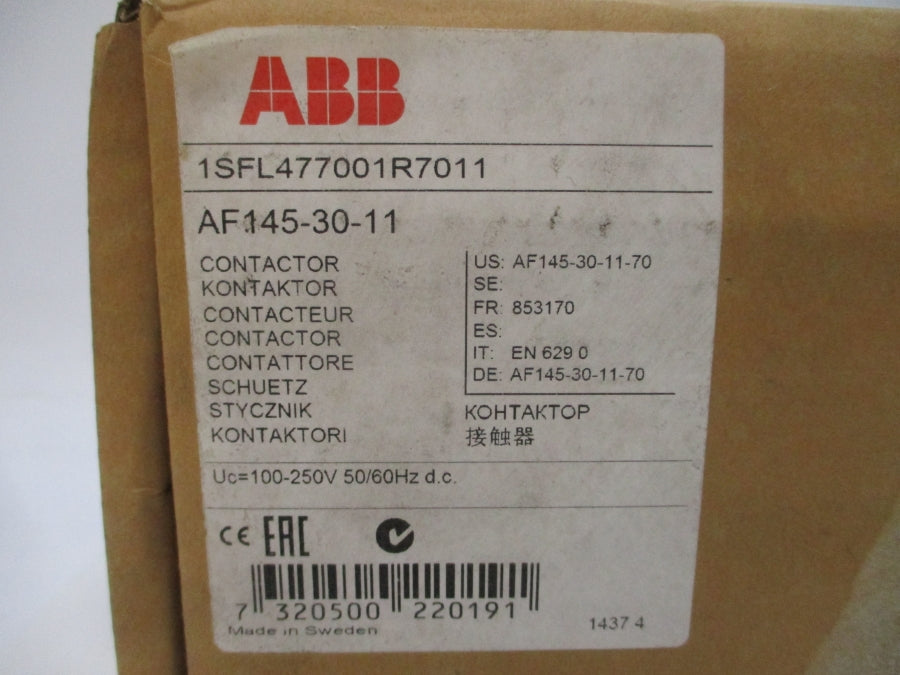 ABB
1SFL477001R7011
AF145-30-11
CONTACTOR
KONTAKTOR
CONTACTEUR
CONTACTOR
CONTATTORE
SCHUETZ
STYCZNIK
KONTAKTORI
US: AF145-30-11-70
SE:
FR: 853170
ES:
IT: EN 629 0
DE: AF145-30-11-70
КОНТАКТОР
接触器
Uc=100-250V 50/60Hz d.c.
CE EAC
7 320500 220191
Made in Sweden
1437 4